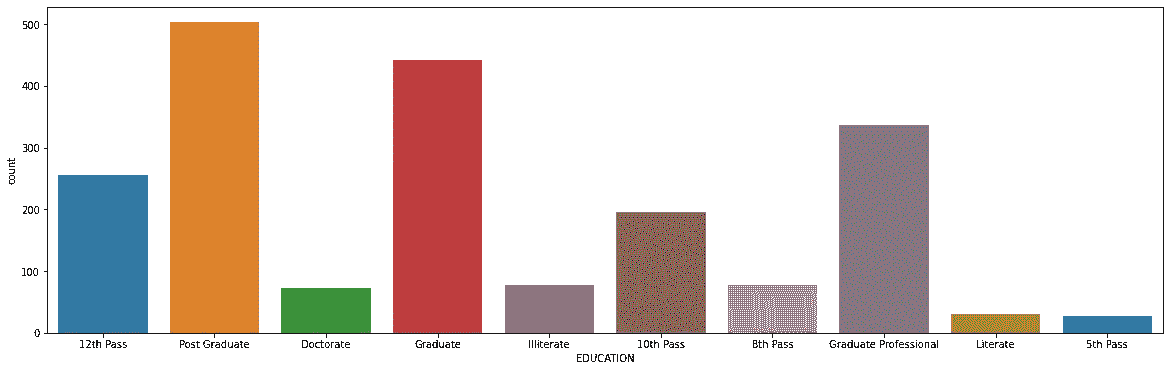 500
400
300
200
100
0
count
12th Pass Post Graduate Doctorate Graduate Illiterate 10th Pass 8th Pass Graduate Professional Literate 5th Pass
EDUCATION